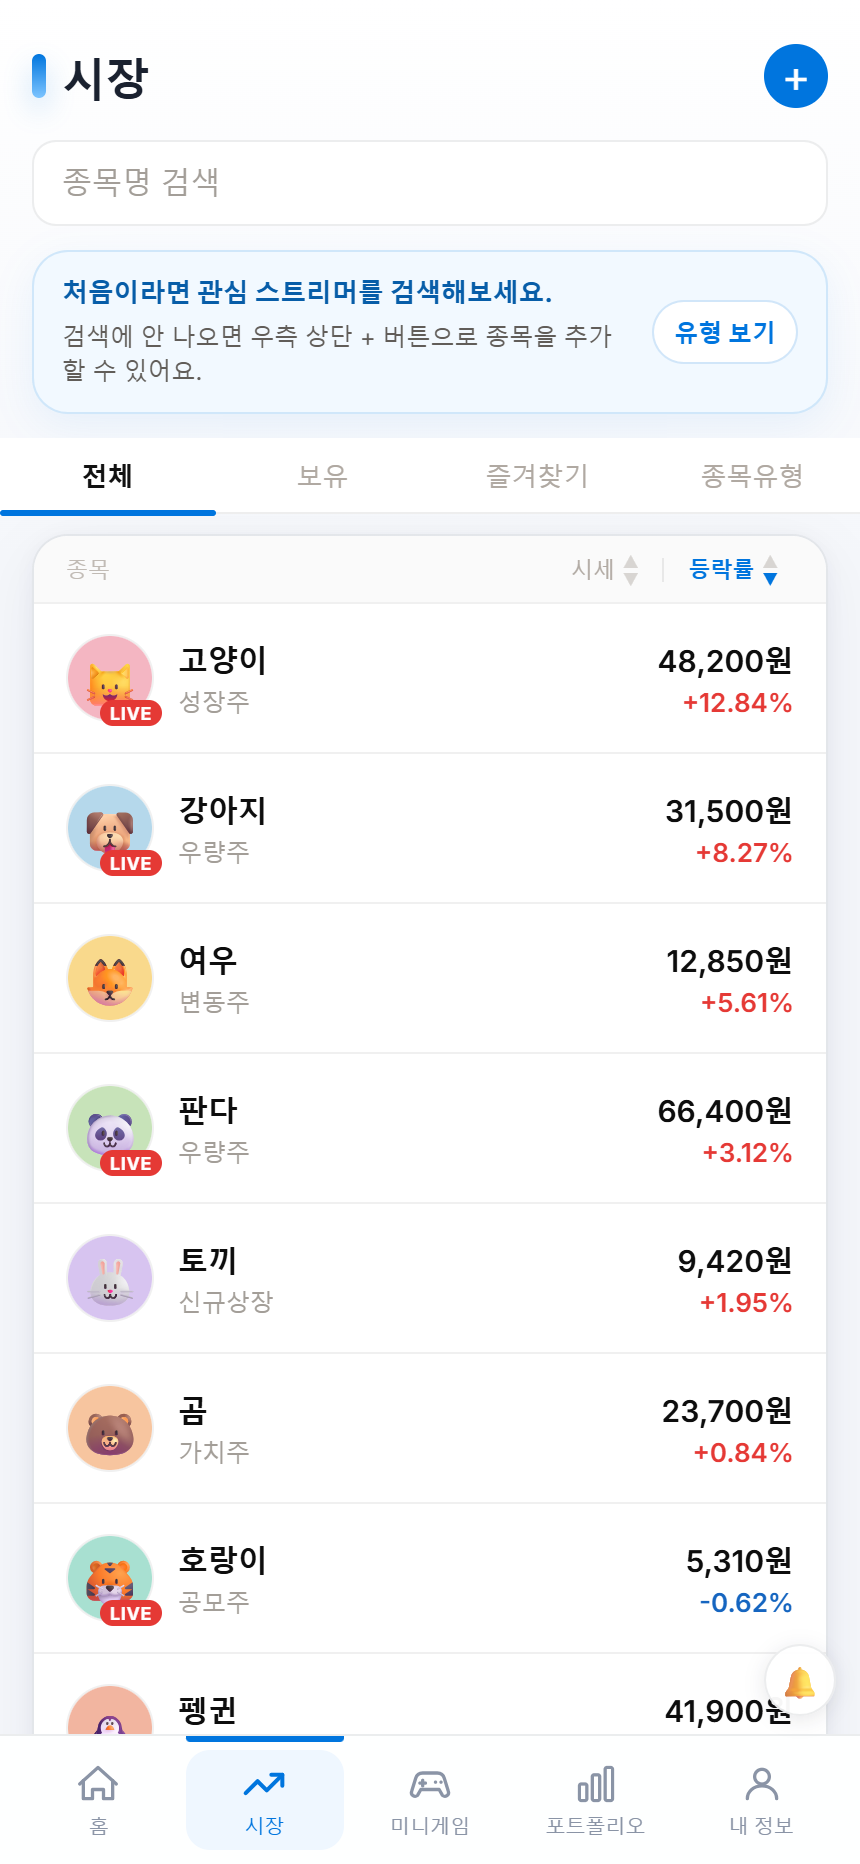 시장
+
종목명 검색
처음이라면 관심 스트리머를 검색해보세요.
검색에 안 나오면 우측 상단 + 버튼으로 종목을 추가
할 수 있어요.
유형 보기
전체 보유 즐겨찾기 종목유형
종목 시세 등락률
고양이 48,200원
성장주 +12.84%
LIVE
강아지 31,500원
우량주 +8.27%
LIVE
여우 12,850원
변동주 +5.61%
판다 66,400원
우량주 +3.12%
LIVE
토끼 9,420원
신규상장 +1.95%
곰 23,700원
가치주 +0.84%
호랑이 5,310원
공모주 -0.62%
LIVE
펭귄 41,900원
홈 시장 미니게임 포트폴리오 내 정보